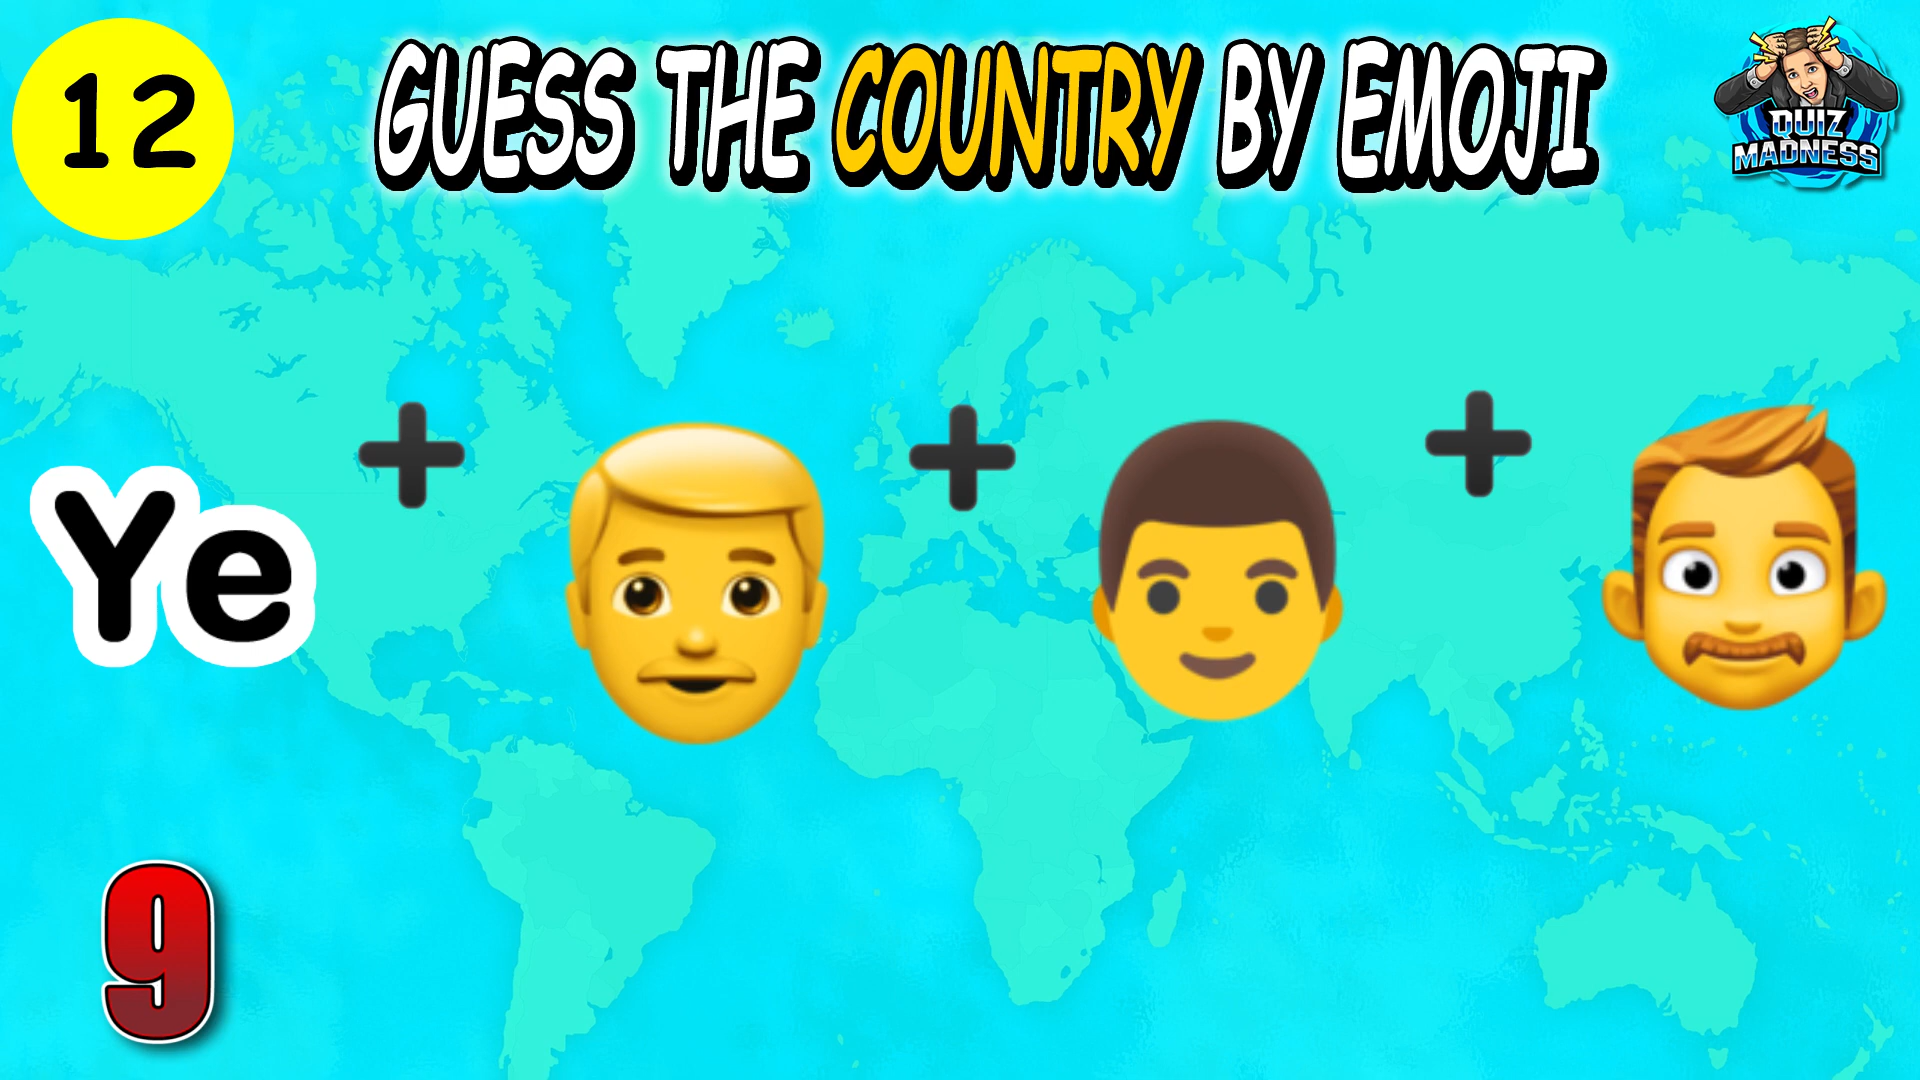 12
GUESS THE COUNTRY BY EMOJI
QUIZ
MADNESS
Ye
9